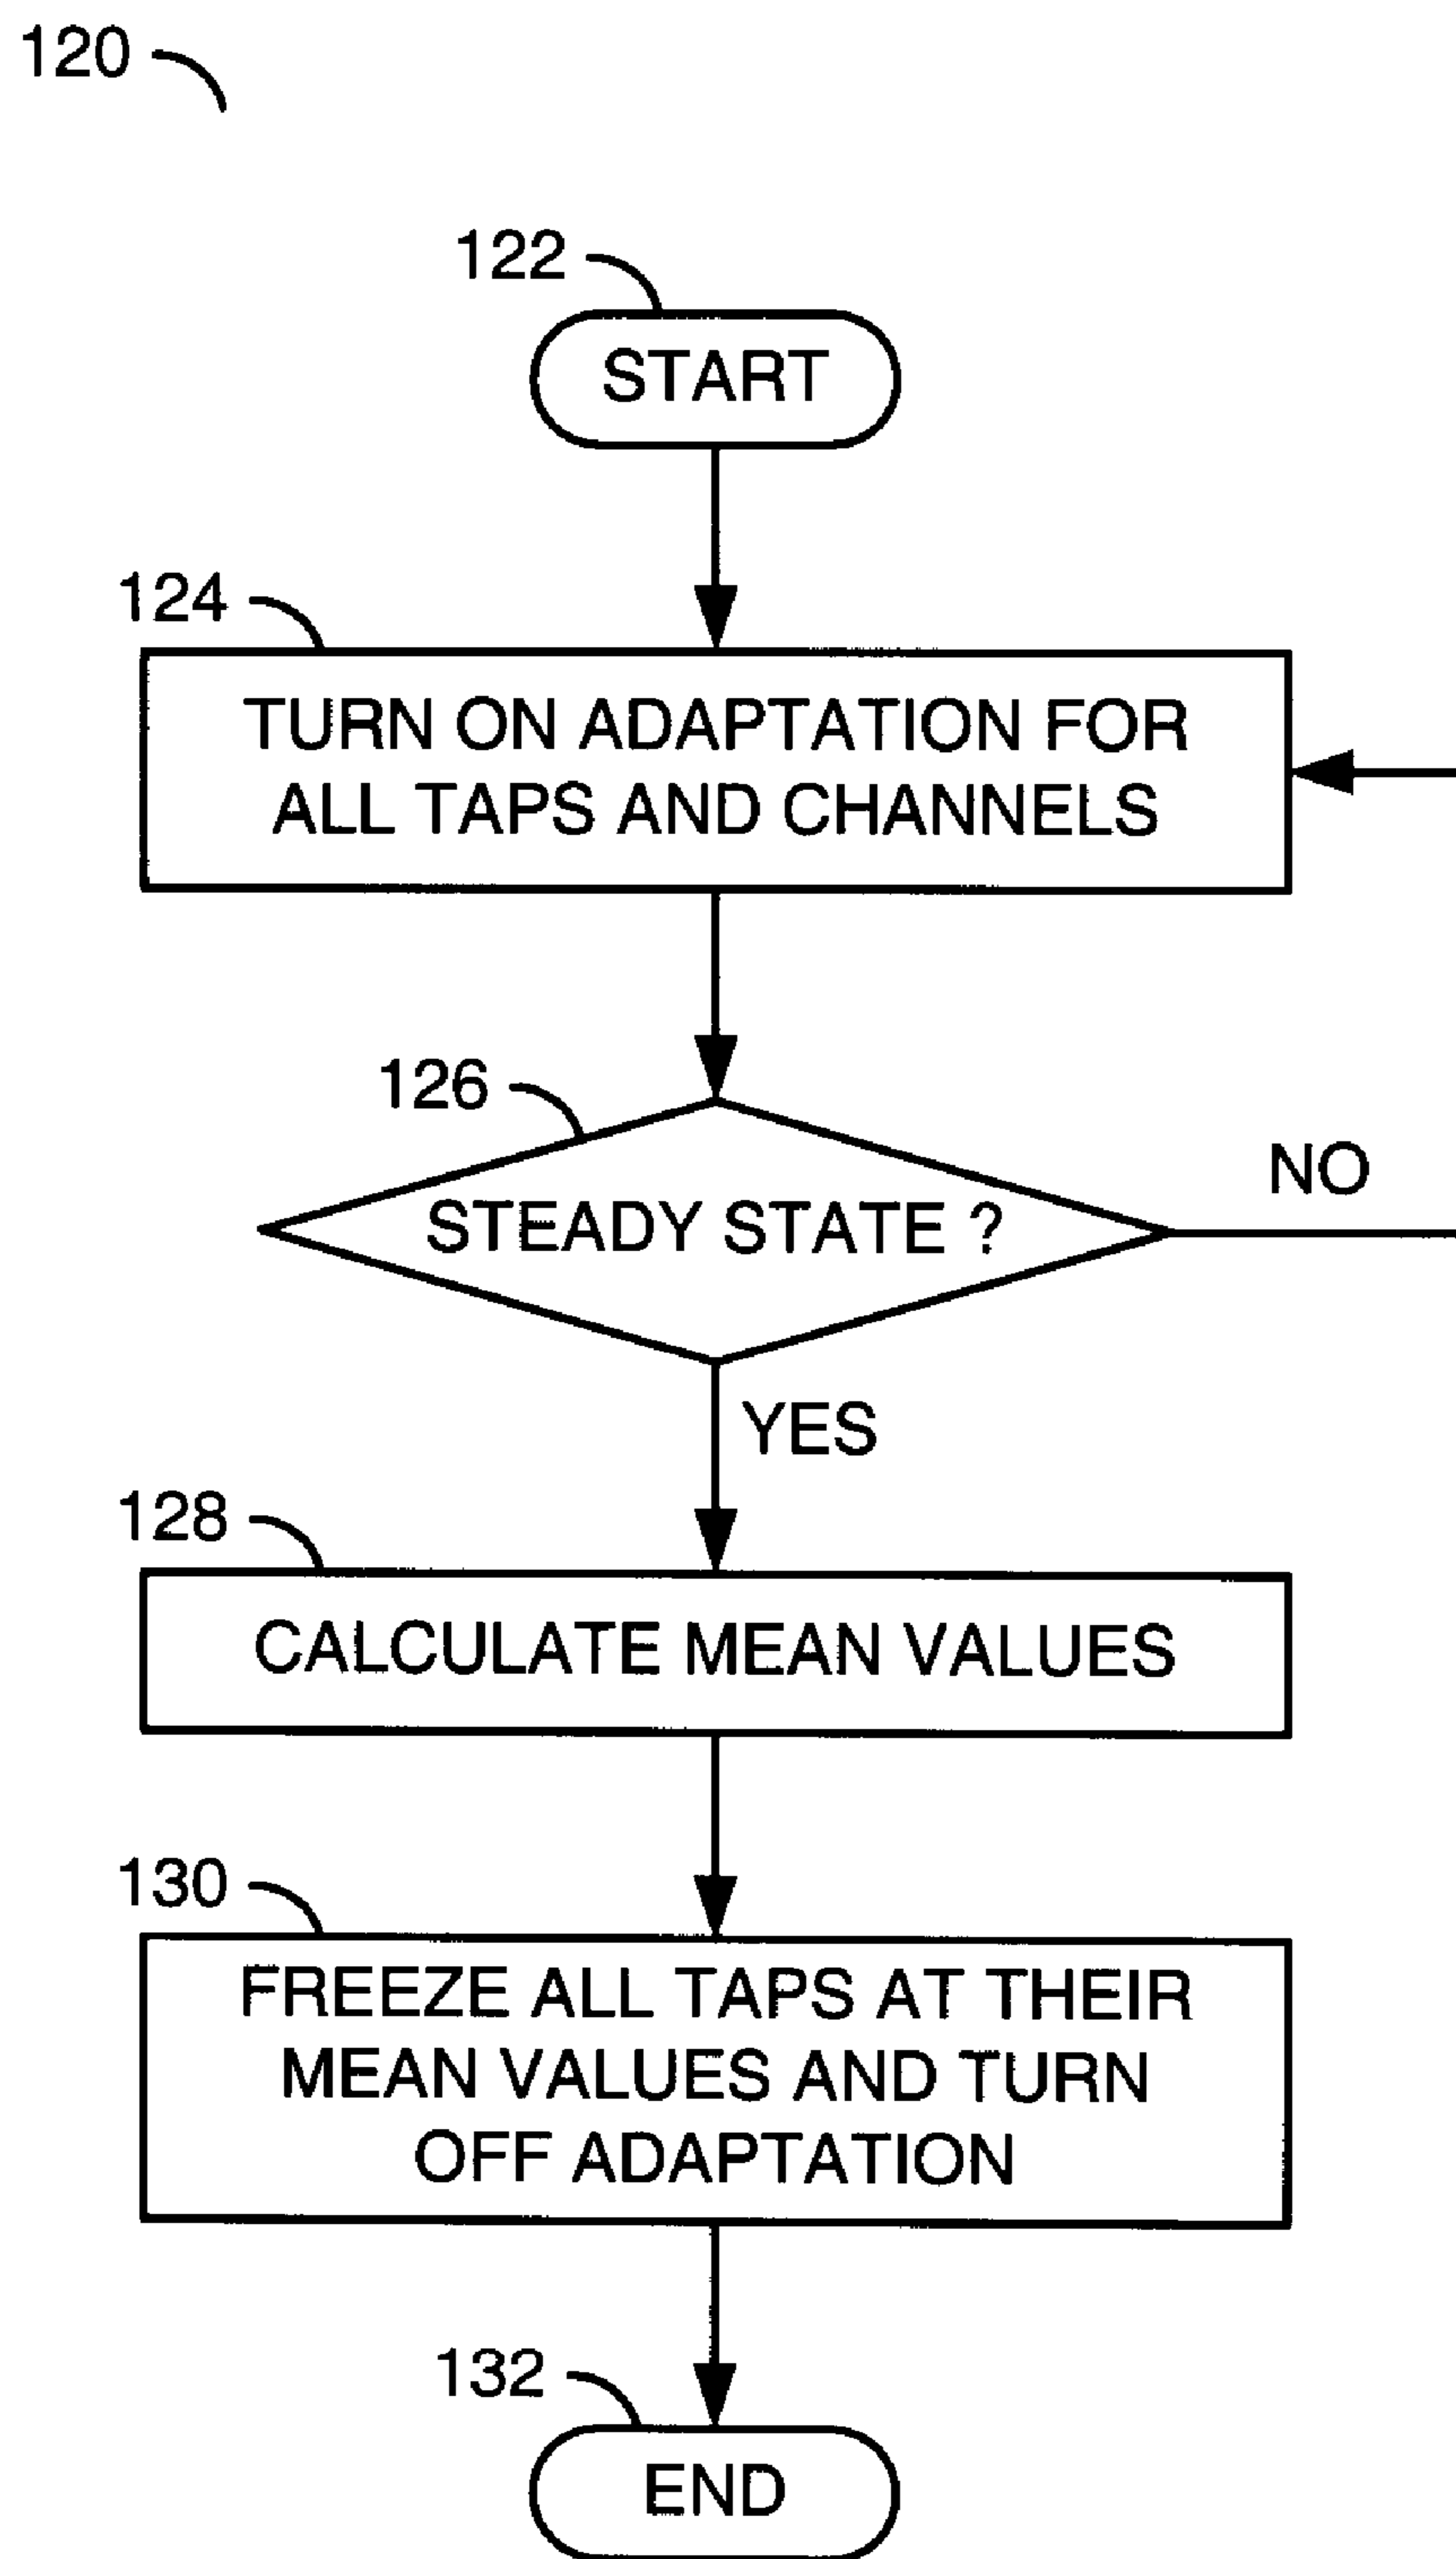 120
122
START
124
TURN ON ADAPTATION FOR
ALL TAPS AND CHANNELS
126
STEADY STATE ?
NO
YES
128
CALCULATE MEAN VALUES
130
FREEZE ALL TAPS AT THEIR
MEAN VALUES AND TURN
OFF ADAPTATION
132
END